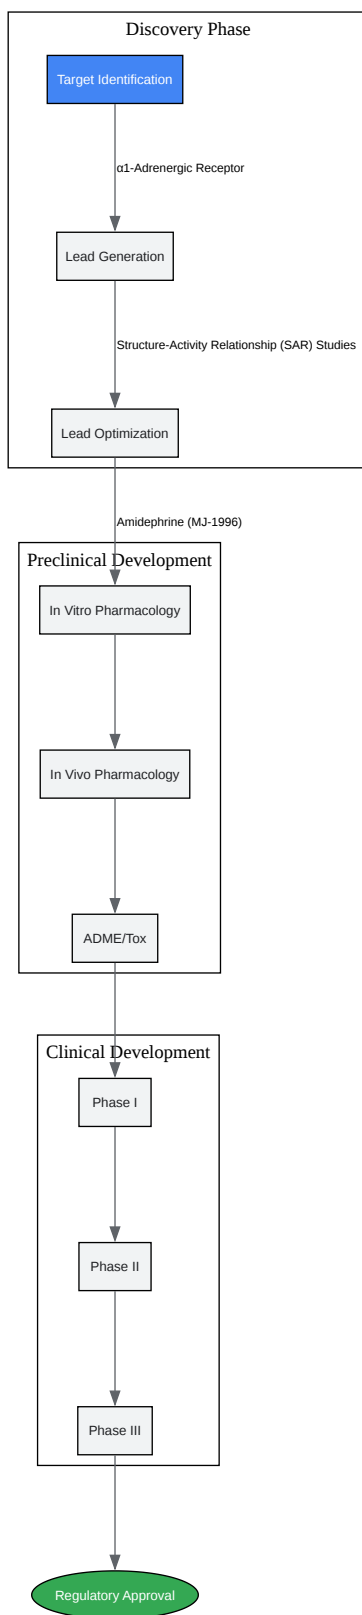 Discovery Phase
Target Identification
α1-Adrenergic Receptor
Lead Generation
Structure-Activity Relationship (SAR) Studies
Lead Optimization
Amidephrine (MJ-1996)
Preclinical Development
In Vitro Pharmacology
In Vivo Pharmacology
ADME/Tox
Clinical Development
Phase I
Phase II
Phase III
Regulatory Approval